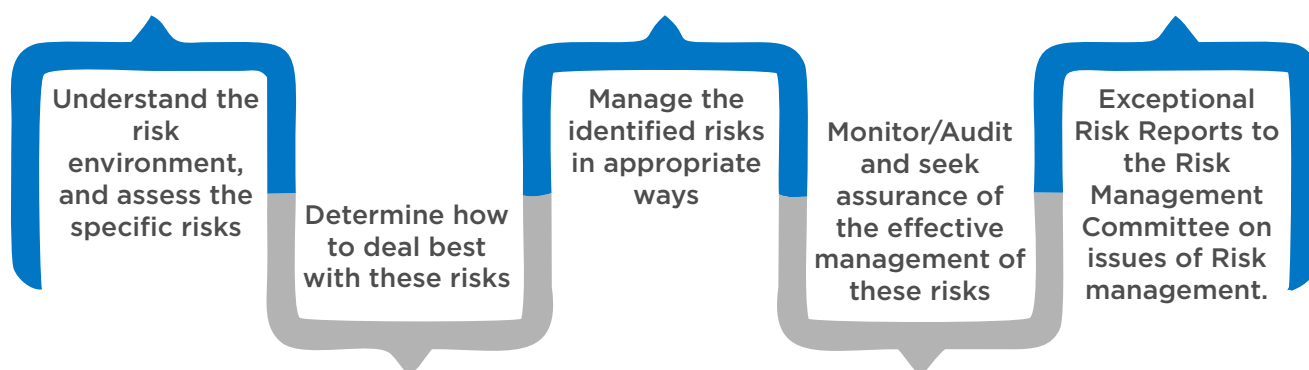 Understand the
risk
environment,
and assess the
specific risks
Determine how
to deal best
with these risks
Manage the
identified risks
in appropriate
ways
Monitor/Audit
and seek
assurance of
the effective
management of
these risks
Exceptional
Risk Reports to
the Risk
Management
Committee on
issues of Risk
management.